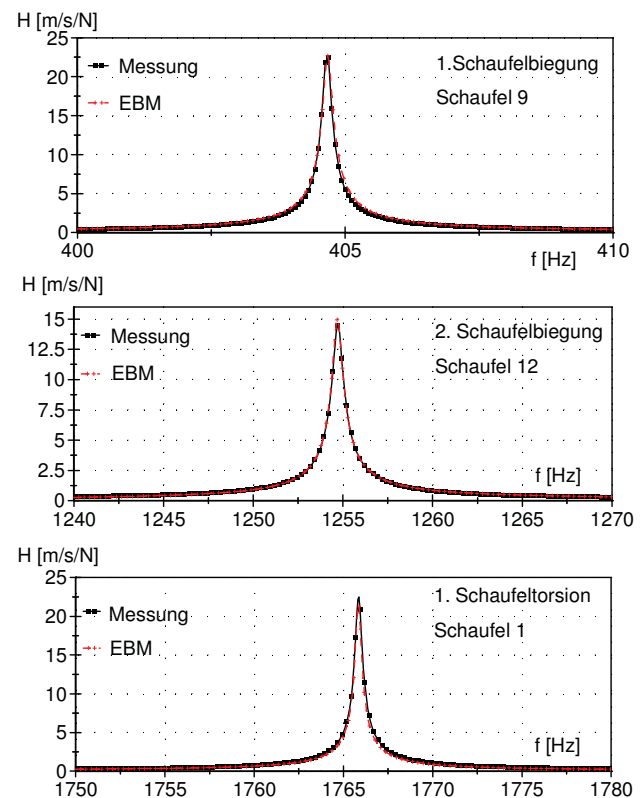 H [m/s/N]
25
20
15
10
5
0
Messung
EBM
1.Schaufelbiegung
Schaufel 9
400
405
410
f [Hz]
H [m/s/N]
15
12.5
10
7.5
5
2.5
0
Messung
EBM
2. Schaufelbiegung
Schaufel 12
f [Hz]
1240
1245
1250
1255
1260
1265
1270
H [m/s/N]
25
20
15
10
5
0
Messung
EBM
1. Schaufeltorsion
Schaufel 1
f [Hz]
1750
1755
1760
1765
1770
1775
1780